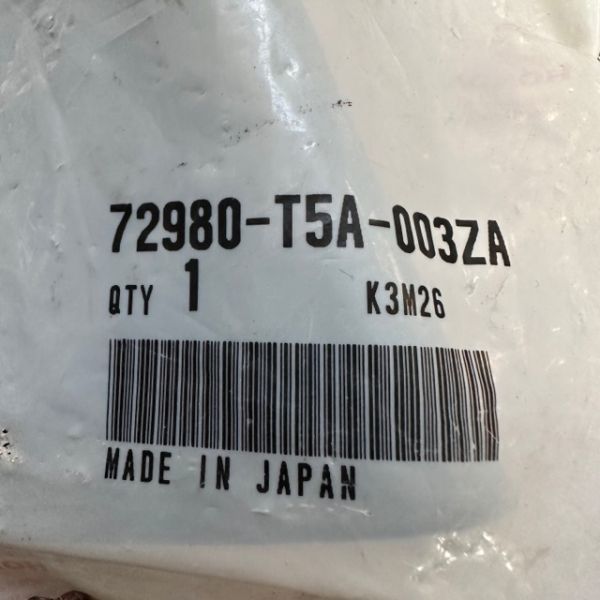 72980-T5A-003ZA
QTY 1 K3M26
MADE IN JAPAN